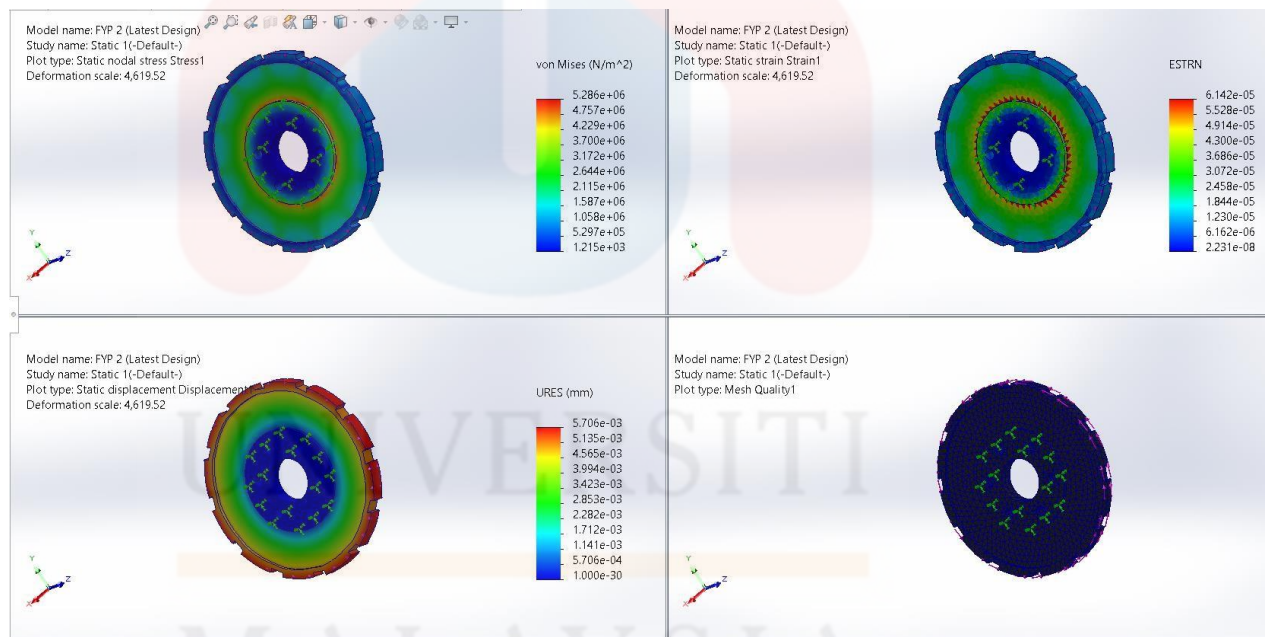 Model name: FYP 2 (Latest Design)
Study name: Static 1(-Default-)
Plot type: Static nodal stress Stress1
Deformation scale: 4,619.52
von Mises (N/m^2)
5.286e+06
4.757e+06
4.229e+06
3.700e+06
3.172e+06
2.644e+06
2.115e+06
1.587e+06
1.058e+06
5.297e+05
1.215e+03
Y
Z
X
Model name: FYP 2 (Latest Design)
Study name: Static 1(-Default-)
Plot type: Static strain Strain1
Deformation scale: 4,619.52
ESTRN
6.142e-05
5.528e-05
4.914e-05
4.300e-05
3.686e-05
3.072e-05
2.458e-05
1.844e-05
1.230e-05
6.162e-06
2.231e-08
Y
Z
X
Model name: FYP 2 (Latest Design)
Study name: Static 1(-Default-)
Plot type: Static displacement Displacement
Deformation scale: 4,619.52
URES (mm)
5.706e-03
5.135e-03
4.565e-03
3.994e-03
3.423e-03
2.853e-03
2.282e-03
1.712e-03
1.141e-03
5.706e-04
1.000e-30
Y
Z
X
Model name: FYP 2 (Latest Design)
Study name: Static 1(-Default-)
Plot type: Mesh Quality1
Y
Z
X
UNIVERSITI
MALAYSIA